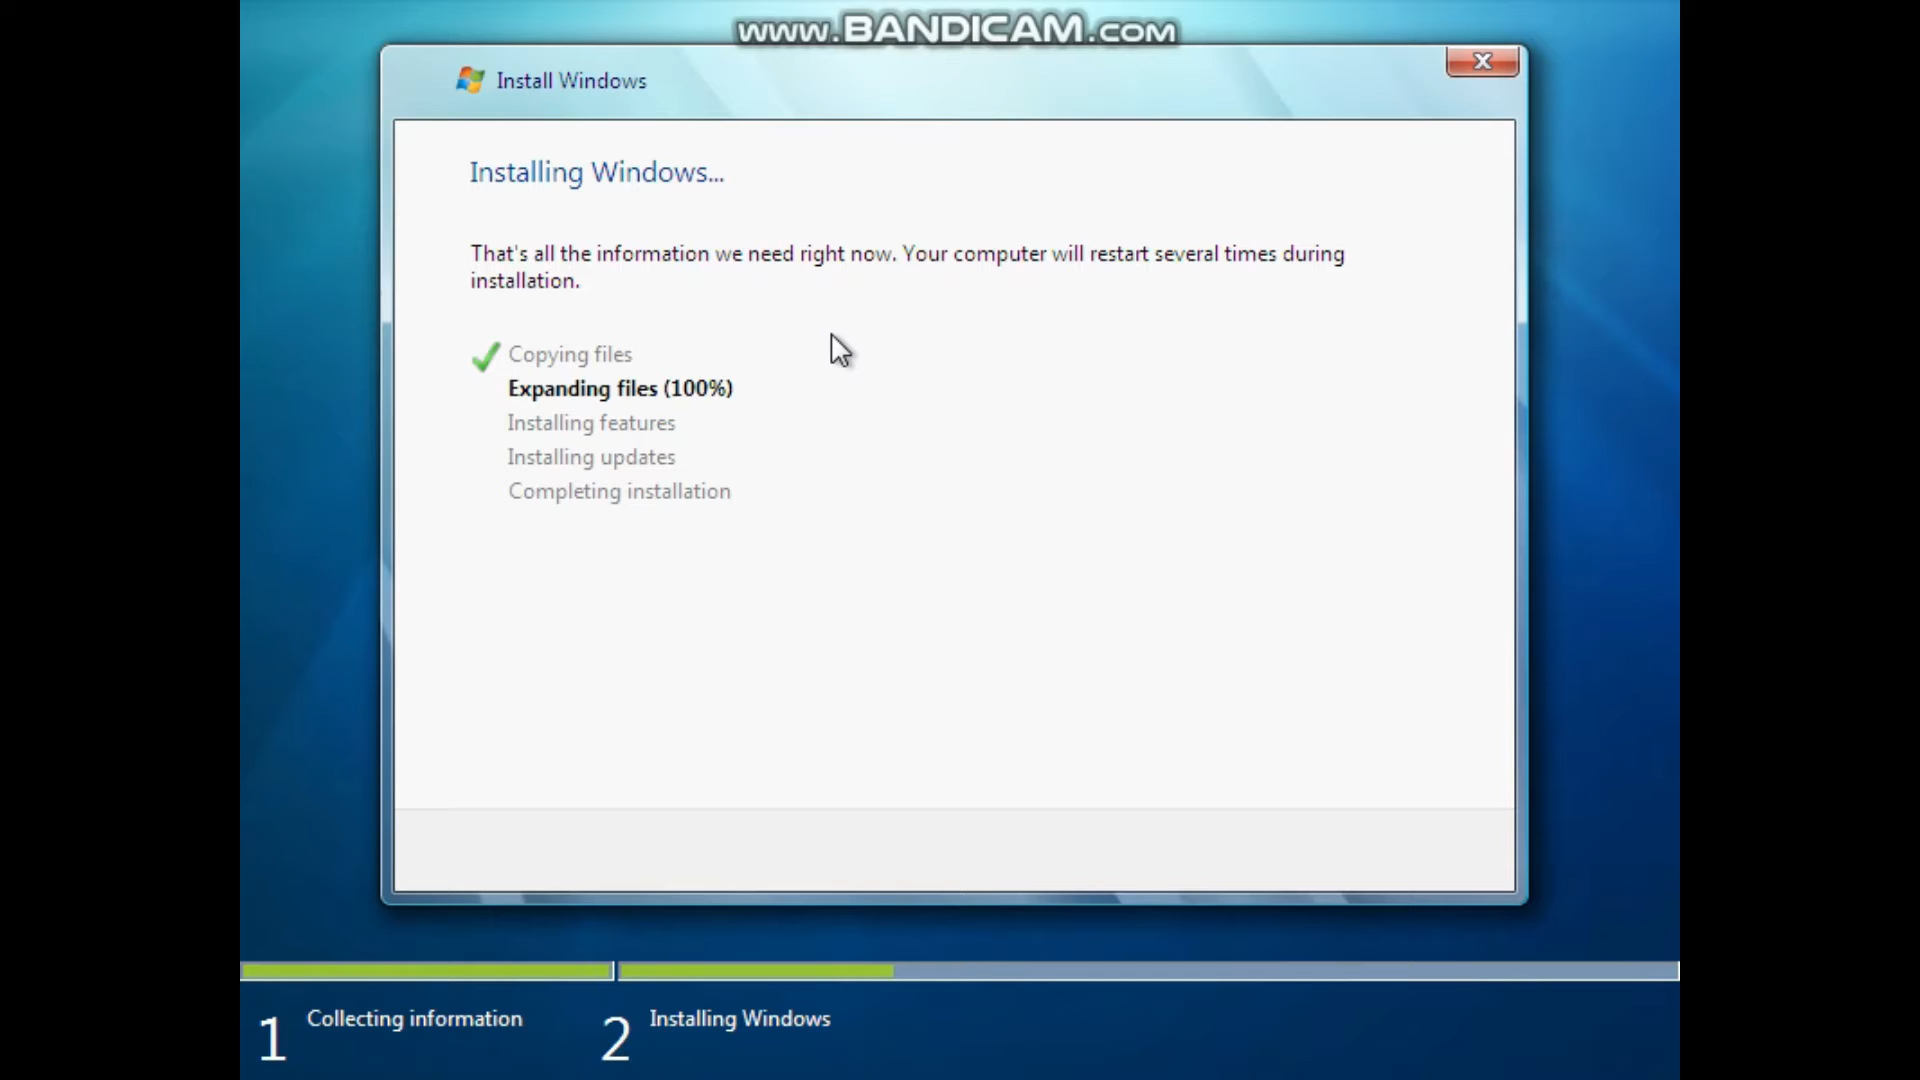 www.BANDICAM.com
Install Windows
Installing Windows...
That's all the information we need right now. Your computer will restart several times during
installation.
Copying files
Expanding files (100%)
Installing features
Installing updates
Completing installation
1 Collecting information 2 Installing Windows